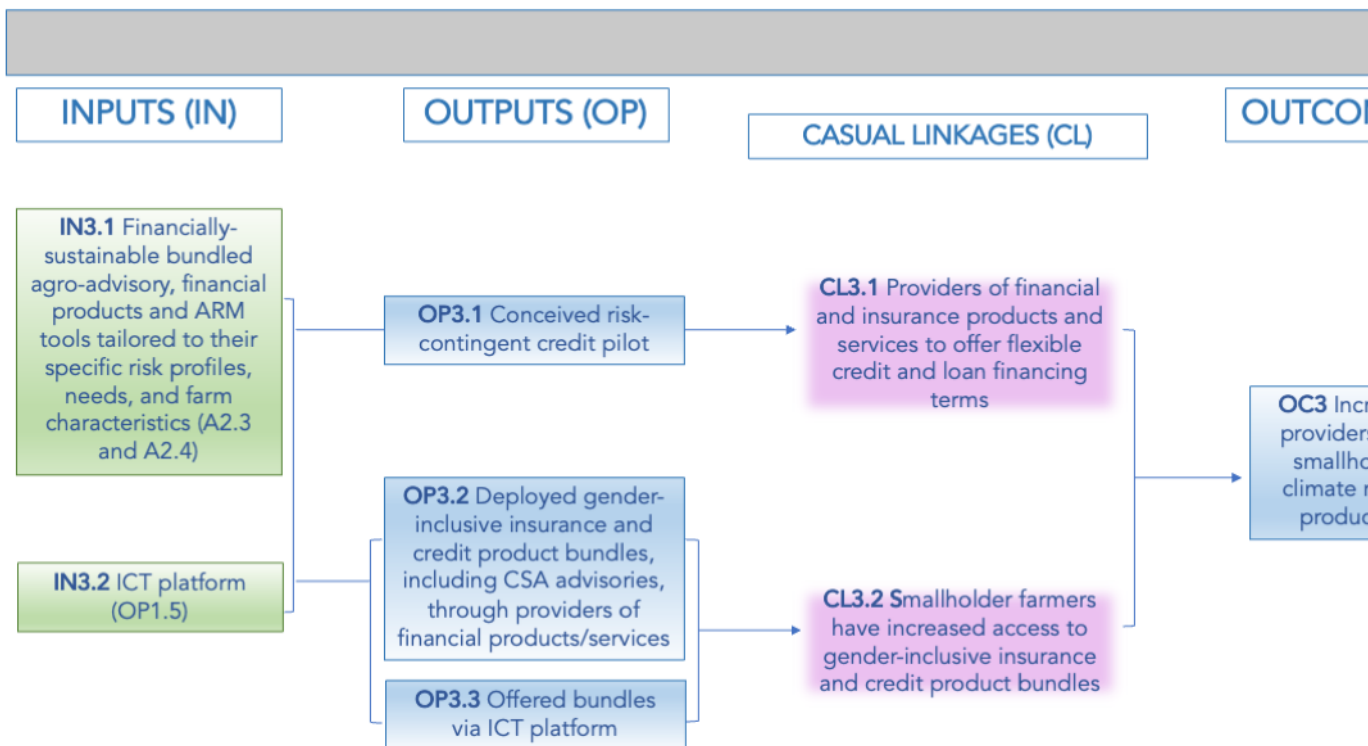 INPUTS (IN)
OUTPUTS (OP)
CASUAL LINKAGES (CL)
OUTCO
IN3.1 Financially-
sustainable bundled
agro-advisory, financial
products and ARM
tools tailored to their
specific risk profiles,
needs, and farm
characteristics (A2.3
and A2.4)
IN3.2 ICT platform
(OP1.5)
OP3.1 Conceived risk-
contingent credit pilot
OP3.2 Deployed gender-
inclusive insurance and
credit product bundles,
including CSA advisories,
through providers of
financial products/services
OP3.3 Offered bundles
via ICT platform
CL3.1 Providers of financial
and insurance products and
services to offer flexible
credit and loan financing
terms
CL3.2 Smallholder farmers
have increased access to
gender-inclusive insurance
and credit product bundles
OC3 Incr
providers
smallho
climate
produc